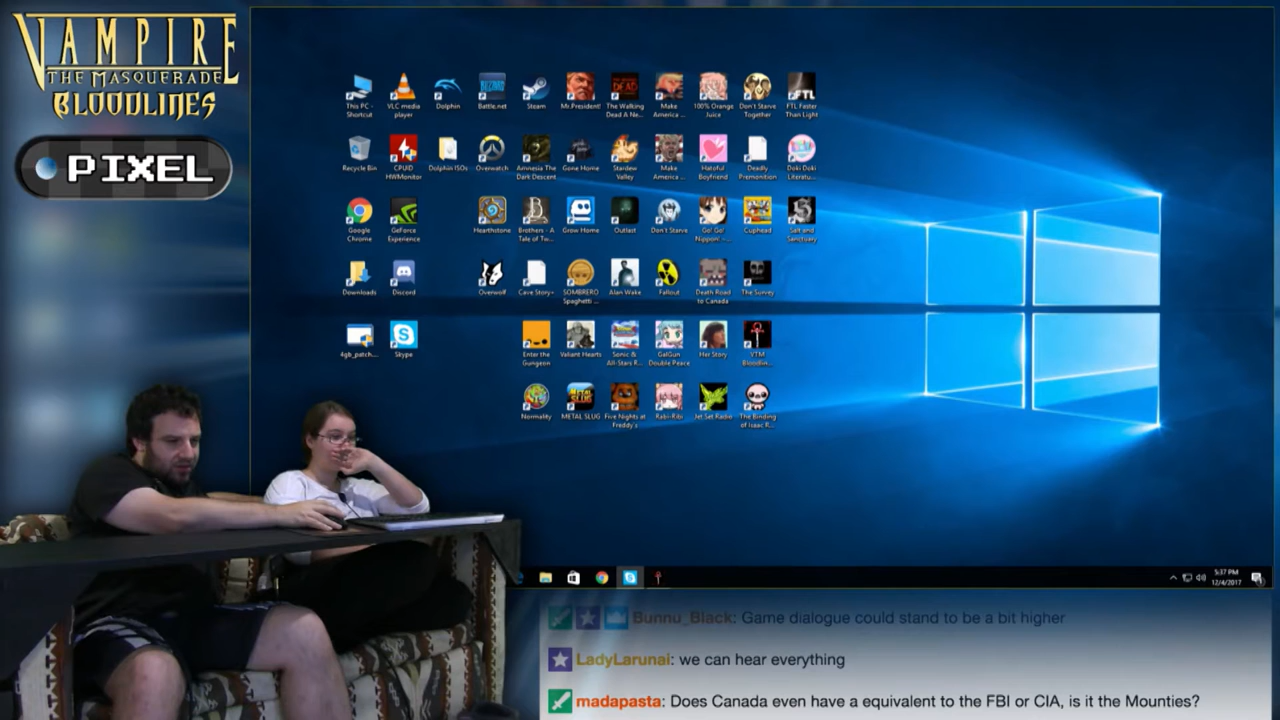 VAMPIRE
THE MASQUERADE
BLOODLINES
PIXEL
This PC - Shortcut
VLC media player
Dolphin
Battle.net
Steam
Mr.President!
The Walking Dead A Ne...
Make America ...
100% Orange Juice
Don't Starve Together
FTL Faster Than Light
Recycle Bin
CPUID HWMonitor
Dolphin ISOs
Overwatch
Amnesia The Dark Descent
Gone Home
Stardew Valley
Make America ...
Hatoful Boyfriend
Deadly Premonition
Doki Doki Literatu...
Google Chrome
GeForce Experience
Hearthstone
Brothers - A Tale of Tw...
Grow Home
Outlast
Don't Starve
Go! Go! Nippon! ~...
Cuphead
Salt and Sanctuary
Downloads
Discord
Overwolf
Cave Story+
SOMBRERO Spaghetti ...
Alan Wake
Fallout
Death Road to Canada
The Survey
4gb_patch...
Skype
Enter the Gungeon
Valiant Hearts
Sonic & All-Stars R...
GalGun Double Peace
Her Story
VTM Bloodlin...
Normality
METAL SLUG
Five Nights at Freddy's
Rabi-Ribi
Jet Set Radio
The Binding of Isaac R...
5:37 PM
12/4/2017
Bunnu_Black: Game dialogue could stand to be a bit higher
LadyLarunai: we can hear everything
madapasta: Does Canada even have a equivalent to the FBI or CIA, is it the Mounties?